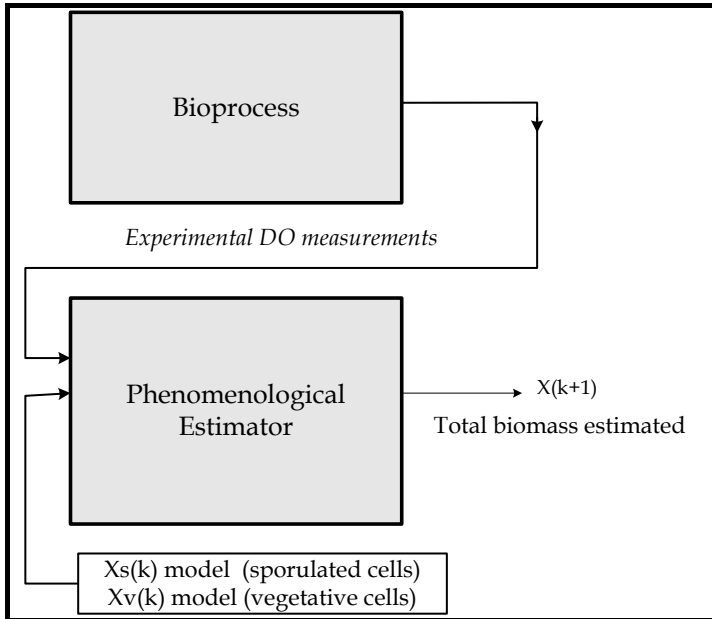 Bioprocess
Experimental DO measurements
Phenomenological
Estimator
X(k+1)
Total biomass estimated
Xs(k) model (sporulated cells)
Xv(k) model (vegetative cells)